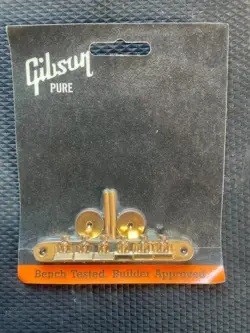 Gibson
PURE
Bench Tested. Builder Approved.